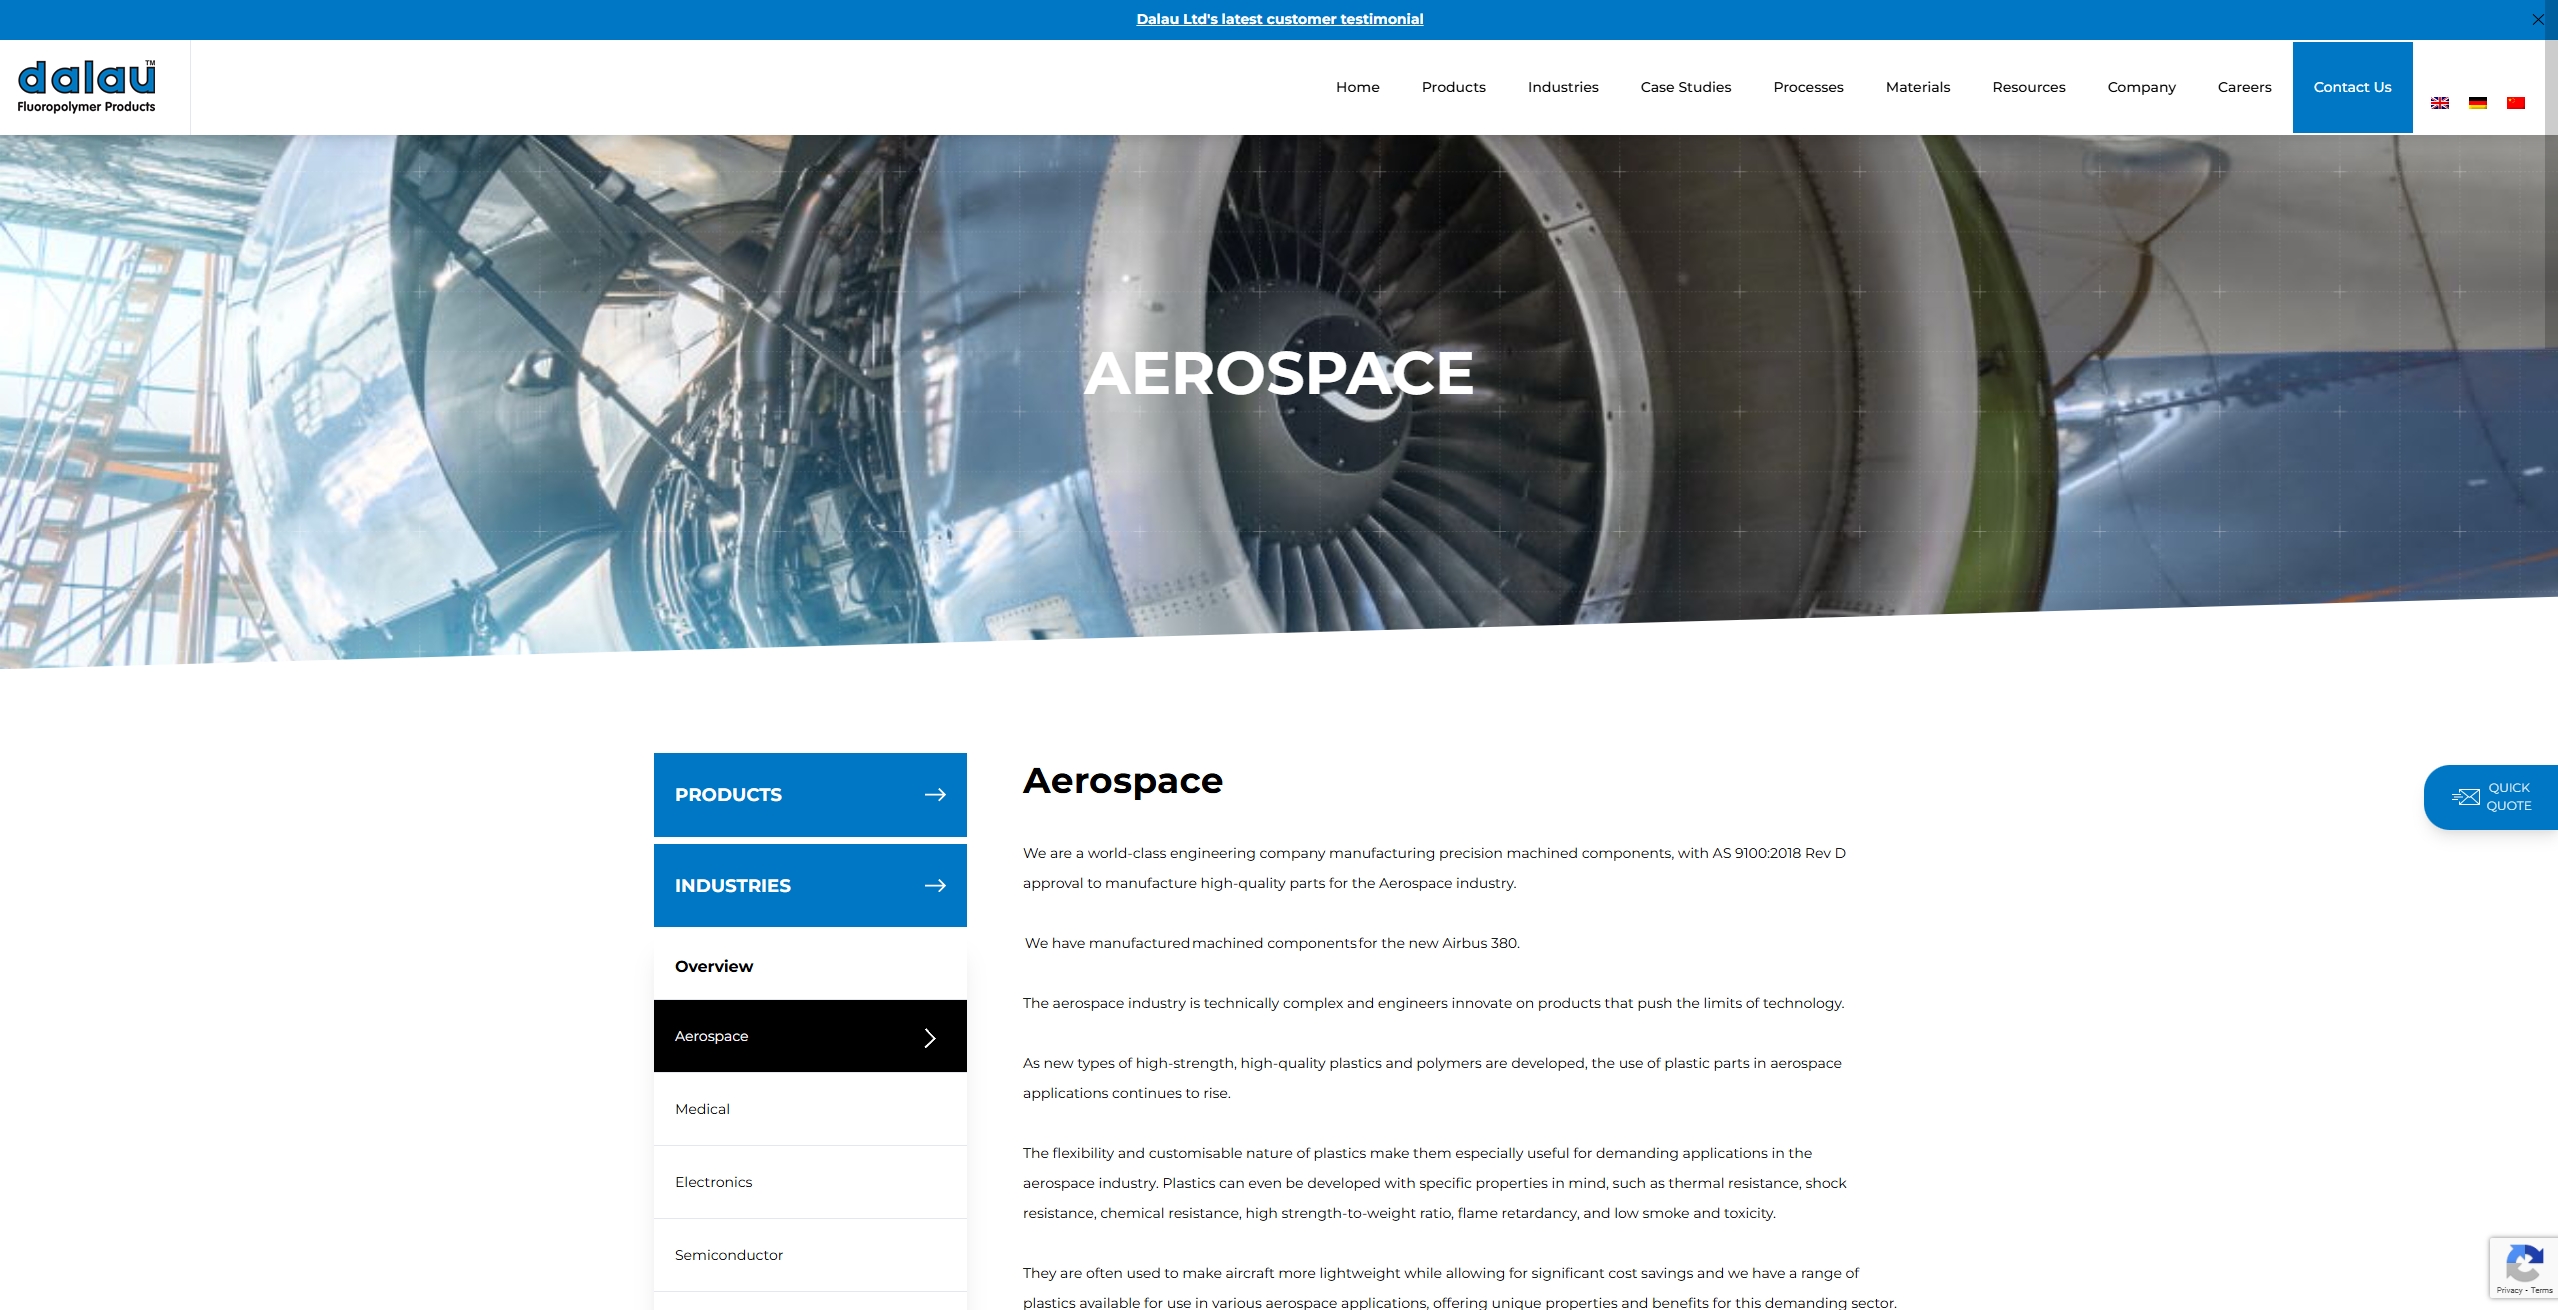 Dalau Ltd's latest customer testimonial
dalau TM
Fluoropolymer Products
Home Products Industries Case Studies Processes Materials Resources Company Careers Contact Us
AEROSPACE
PRODUCTS
INDUSTRIES
Overview
Aerospace
Medical
Electronics
Semiconductor
Aerospace
We are a world-class engineering company manufacturing precision machined components, with AS 9100:2018 Rev D
approval to manufacture high-quality parts for the Aerospace industry.
We have manufactured machined components for the new Airbus 380.
The aerospace industry is technically complex and engineers innovate on products that push the limits of technology.
As new types of high-strength, high-quality plastics and polymers are developed, the use of plastic parts in aerospace
applications continues to rise.
The flexibility and customisable nature of plastics make them especially useful for demanding applications in the
aerospace industry. Plastics can even be developed with specific properties in mind, such as thermal resistance, shock
resistance, chemical resistance, high strength-to-weight ratio, flame retardancy, and low smoke and toxicity.
They are often used to make aircraft more lightweight while allowing for significant cost savings and we have a range of
plastics available for use in various aerospace applications, offering unique properties and benefits for this demanding sector.
QUICK
QUOTE
Privacy - Terms